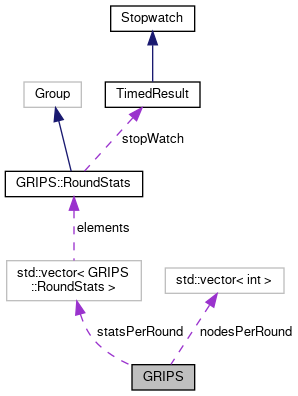 Stopwatch
Group
TimedResult
stopWatch
GRIPS::RoundStats
elements
std::vector< GRIPS
::RoundStats >
std::vector< int >
statsPerRound
nodesPerRound
GRIPS